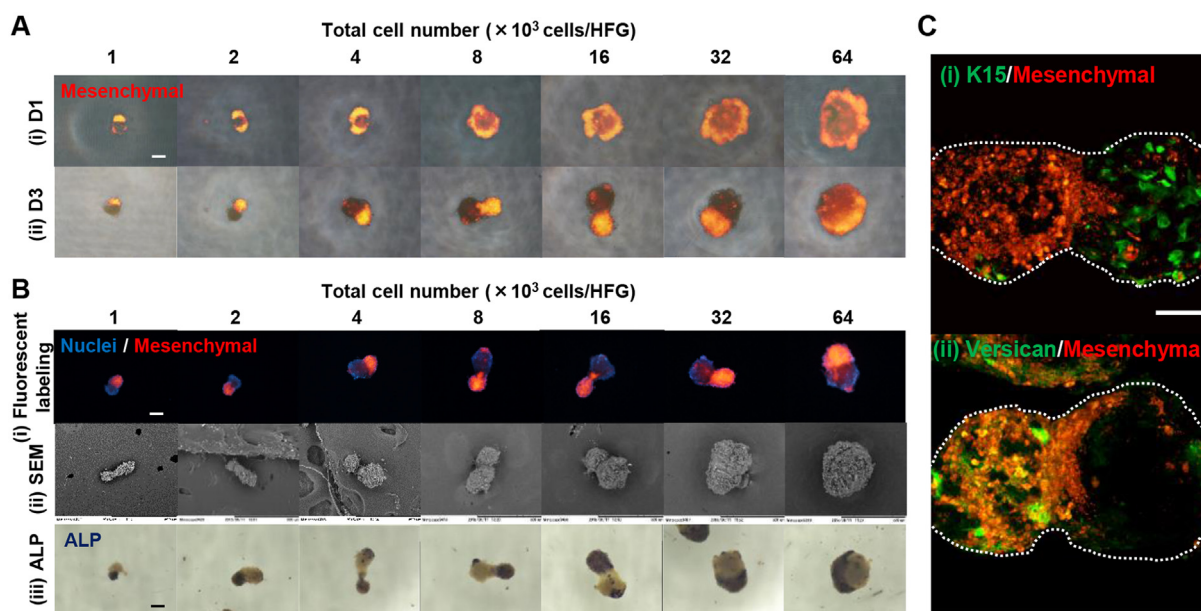 A
Total cell number (×10³ cells/HFG)
1 2 4 8 16 32 64
(i) D1
Mesenchymal
(ii) D3
B
Total cell number (×10³ cells/HFG)
1 2 4 8 16 32 64
(i) Fluorescent
labeling
Nuclei / Mesenchymal
(ii) SEM
(iii) ALP
ALP
C
(i) K15/Mesenchymal
(ii) Versican/Mesenchymal